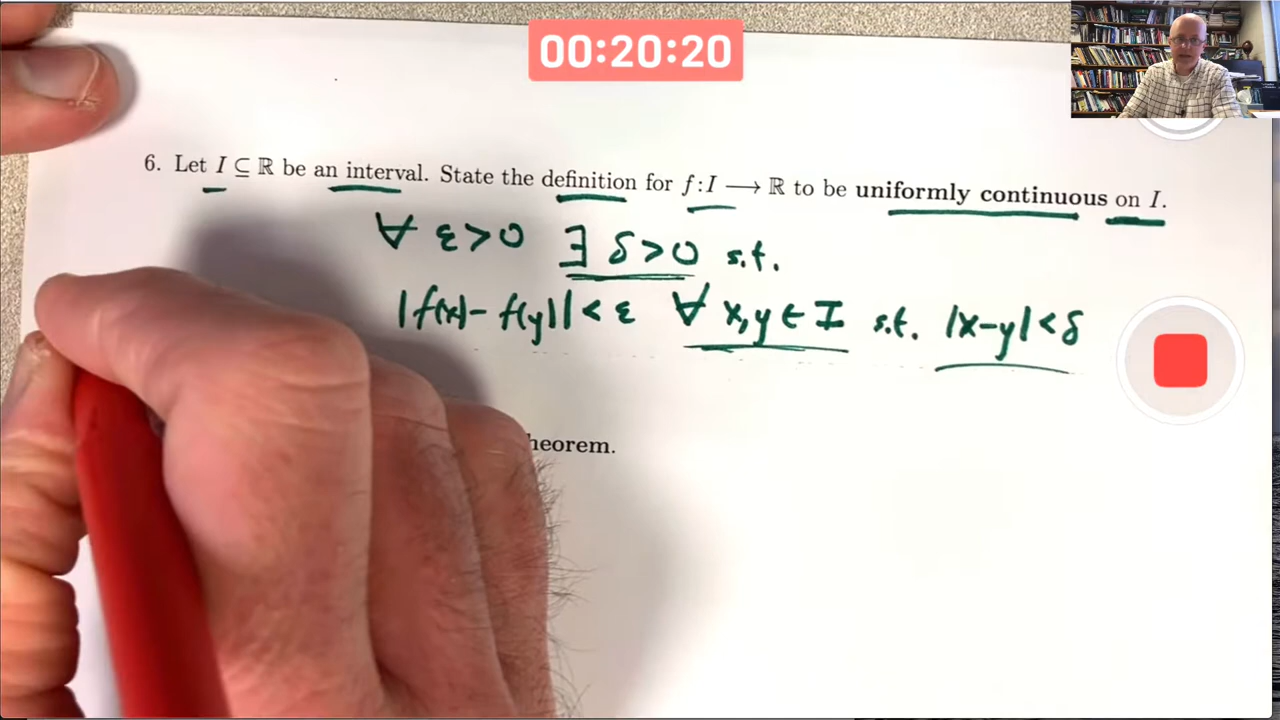 00:20:20
6. Let I ⊆ ℝ be an interval. State the definition for f : I ⟶ ℝ to be uniformly continuous on I.
∀ ε>0 ∃ δ>0 s.t.
|f(x)-f(y)|<ε ∀ x,y ∈ I s.t. |x-y|<δ
heorem.